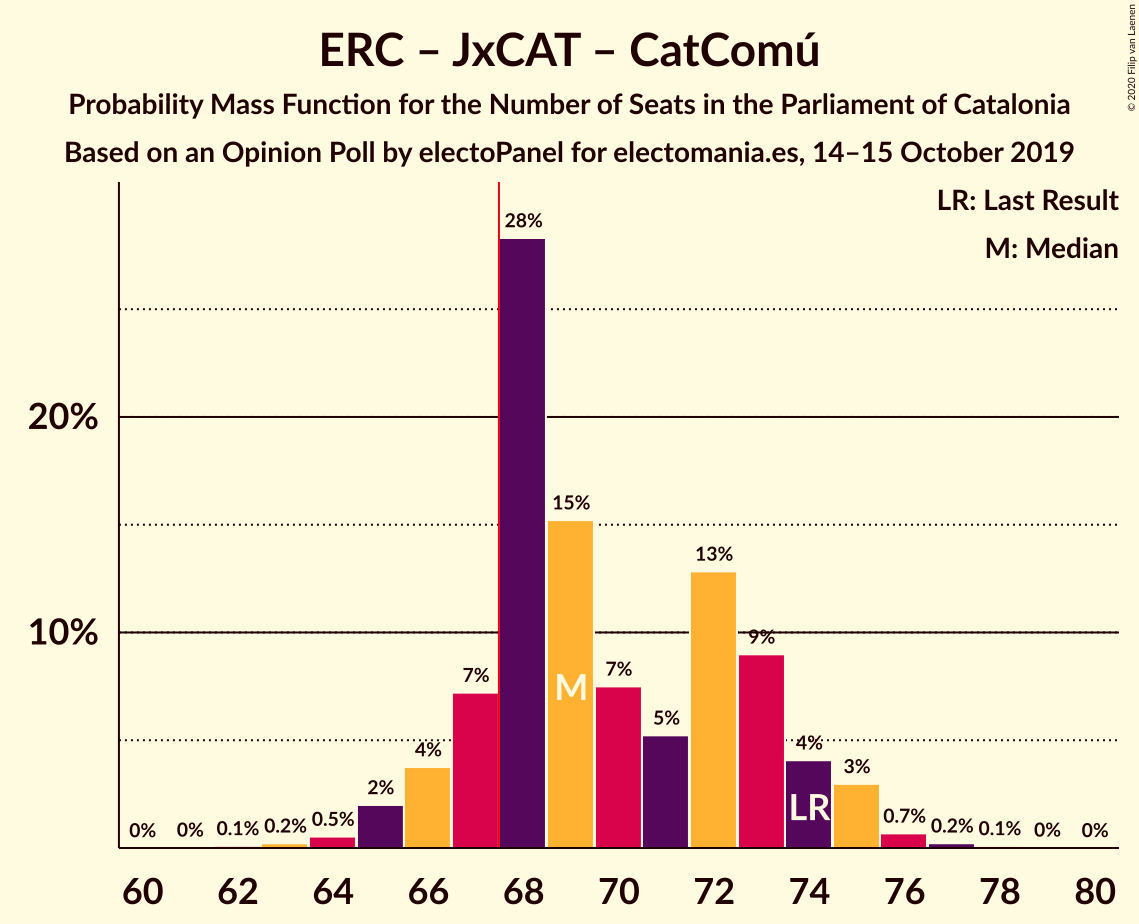 ERC – JxCAT – CatComú
Probability Mass Function for the Number of Seats in the Parliament of Catalonia
Based on an Opinion Poll by electoPanel for electomania.es, 14–15 October 2019
© 2020 Filip van Laenen
LR: Last Result
M: Median
20%
10%
0%
0%
0.1%
0.2%
0.5%
2%
4%
7%
28%
15%
7%
5%
13%
9%
4%
3%
0.7%
0.2%
0.1%
0%
0%
M
LR
60 62 64 66 68 70 72 74 76 78 80